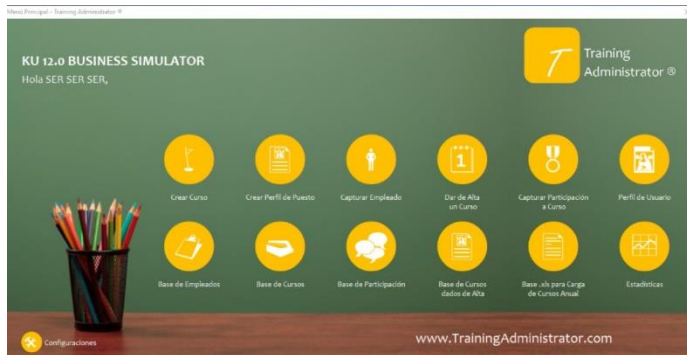 Menú Principal - Training Administrator ®
KU 12.0 BUSINESS SIMULATOR
Hola SER SER SER,
T
Training
Administrator ®
1
Crear Curso
Crear Perfil de Puesto
Capturar Empleado
Dar de Alta
un Curso
Capturar Participación
a Curso
Perfil de Usuario
Base de Empleados
Base de Cursos
Base de Participación
Base de Cursos
dados de Alta
Base .xls para Carga
de Cursos Anual
Estadísticas
Configuraciones
www.TrainingAdministrator.com